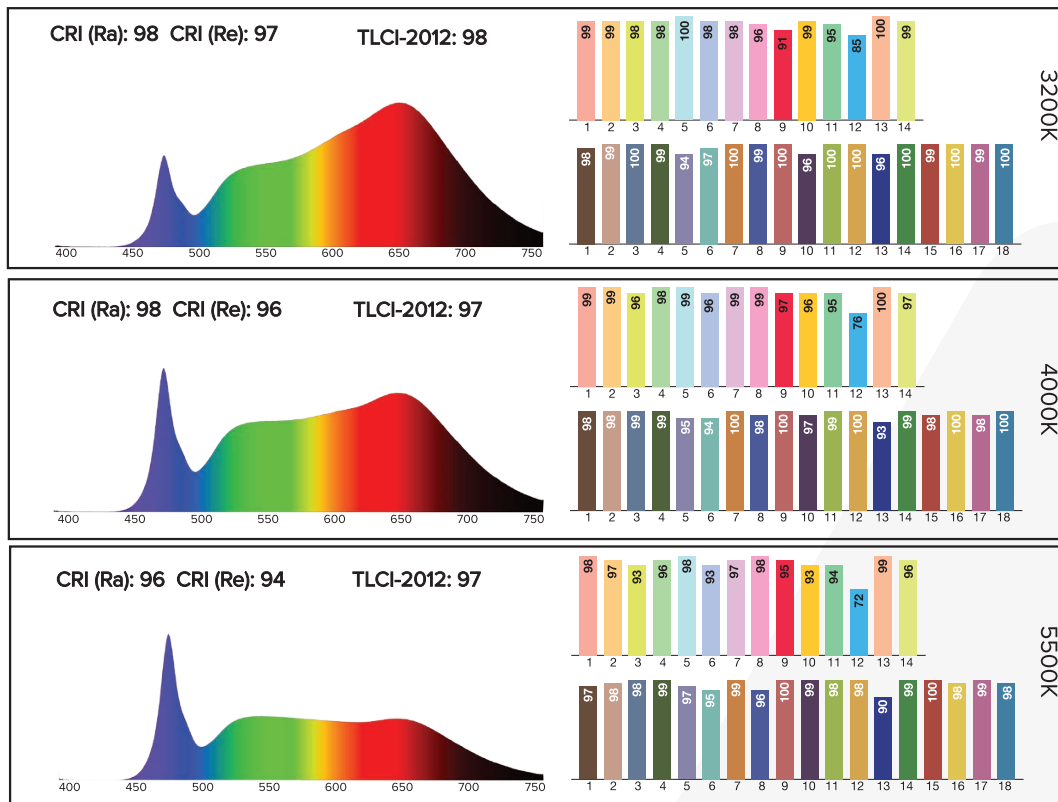 CRI (Ra): 98 CRI (Re): 97 TLCI-2012: 98
99 99 98 98 100 98 98 96 91 99 95 85 100 99
1 2 3 4 5 6 7 8 9 10 11 12 13 14
98 99 100 99 94 97 100 99 100 96 100 100 96 100 99 100 99 100
1 2 3 4 5 6 7 8 9 10 11 12 13 14 15 16 17 18
400 450 500 550 600 650 700 750
3200K
CRI (Ra): 98 CRI (Re): 96 TLCI-2012: 97
99 99 96 98 99 96 99 99 97 96 95 76 100 97
1 2 3 4 5 6 7 8 9 10 11 12 13 14
98 98 99 99 95 94 100 98 100 97 99 100 93 99 98 100 98 100
1 2 3 4 5 6 7 8 9 10 11 12 13 14 15 16 17 18
400 450 500 550 600 650 700 750
4000K
CRI (Ra): 96 CRI (Re): 94 TLCI-2012: 97
98 97 93 96 98 93 97 98 95 93 94 72 99 96
1 2 3 4 5 6 7 8 9 10 11 12 13 14
97 98 98 99 97 95 99 96 100 99 98 98 90 99 100 98 99 98
1 2 3 4 5 6 7 8 9 10 11 12 13 14 15 16 17 18
400 450 500 550 600 650 700 750
5500K